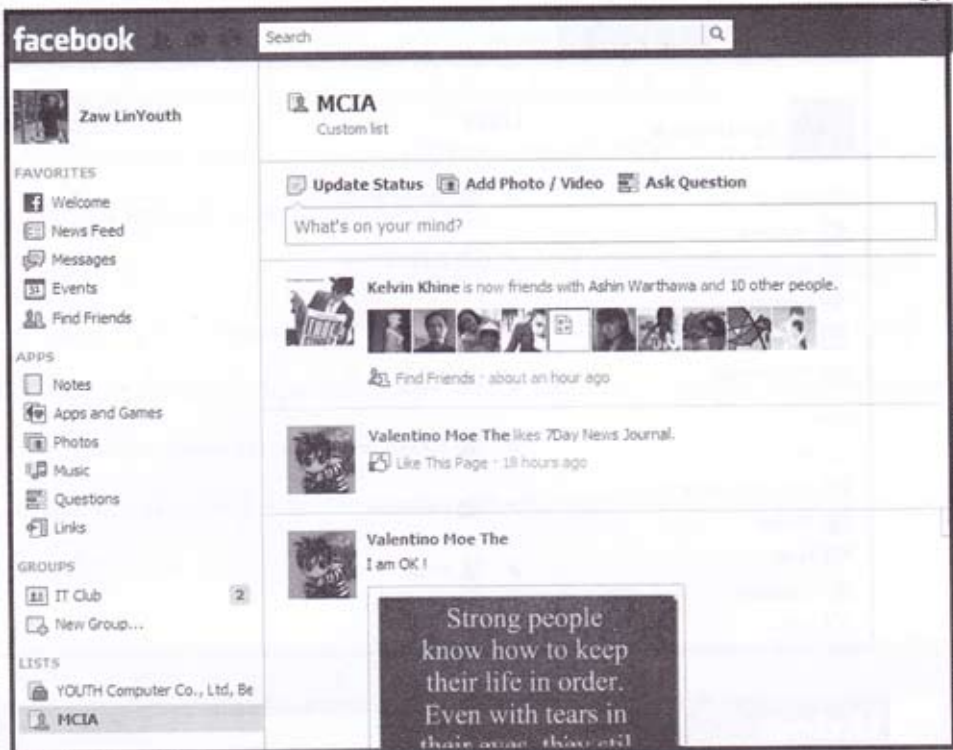 facebook
Search
Zaw LinYouth
FAVORITES
Welcome
News Feed
Messages
Events
Find Friends
APPS
Notes
Apps and Games
Photos
Music
Questions
Links
GROUPS
IT Club 2
New Group...
LISTS
YOUTH Computer Co., Ltd, Be
MCIA
MCIA
Custom list
Update Status Add Photo / Video Ask Question
What's on your mind?
Kelvin Khine is now friends with Ashin Warthawa and 10 other people.
Find Friends · about an hour ago
Valentino Moe The likes 7Day News Journal.
Like This Page · 18 hours ago
Valentino Moe The
I am OK !
Strong people
know how to keep
their life in order.
Even with tears in
their eyes, they stil